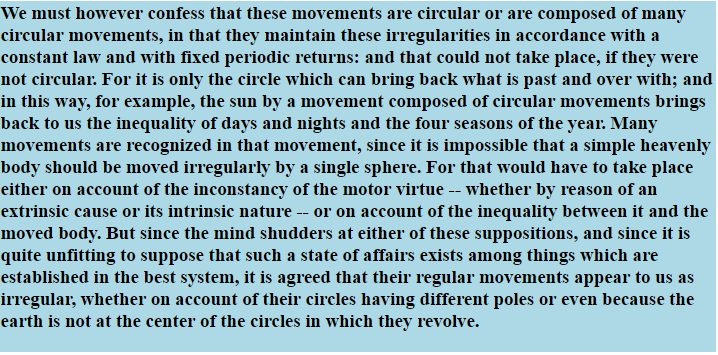 We must however confess that these movements are circular or are composed of many
circular movements, in that they maintain these irregularities in accordance with a
constant law and with fixed periodic returns: and that could not take place, if they were
not circular. For it is only the circle which can bring back what is past and over with; and
in this way, for example, the sun by a movement composed of circular movements brings
back to us the inequality of days and nights and the four seasons of the year. Many
movements are recognized in that movement, since it is impossible that a simple heavenly
body should be moved irregularly by a single sphere. For that would have to take place
either on account of the inconstancy of the motor virtue -- whether by reason of an
extrinsic cause or its intrinsic nature -- or on account of the inequality between it and the
moved body. But since the mind shudders at either of these suppositions, and since it is
quite unfitting to suppose that such a state of affairs exists among things which are
established in the best system, it is agreed that their regular movements appear to us as
irregular, whether on account of their circles having different poles or even because the
earth is not at the center of the circles in which they revolve.